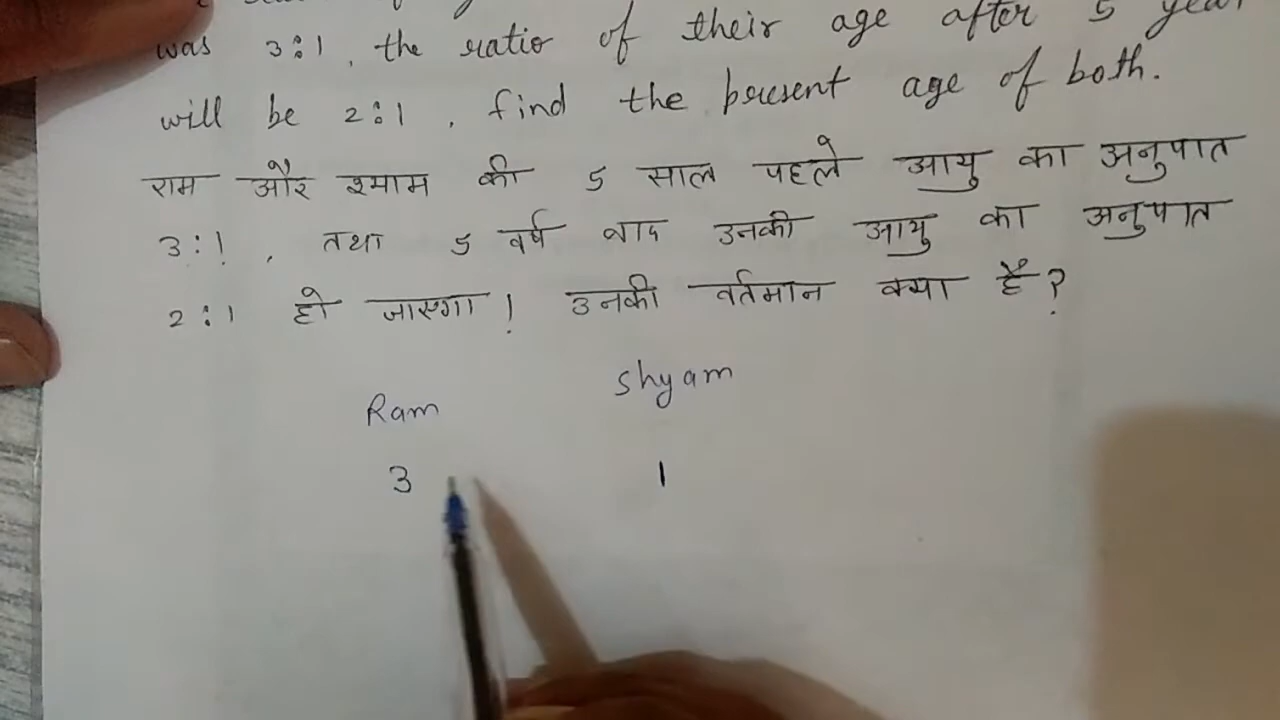 was 3:1, the ratio of their age after 5 year
will be 2:1, find the present age of both.
राम और श्याम की 5 साल पहले आयु का अनुपात
3:1, तथा 5 वर्ष बाद उनकी आयु का अनुपात
2:1 हो जाएगा! उनकी वर्तमान क्या है?
Shyam
Ram
3 1